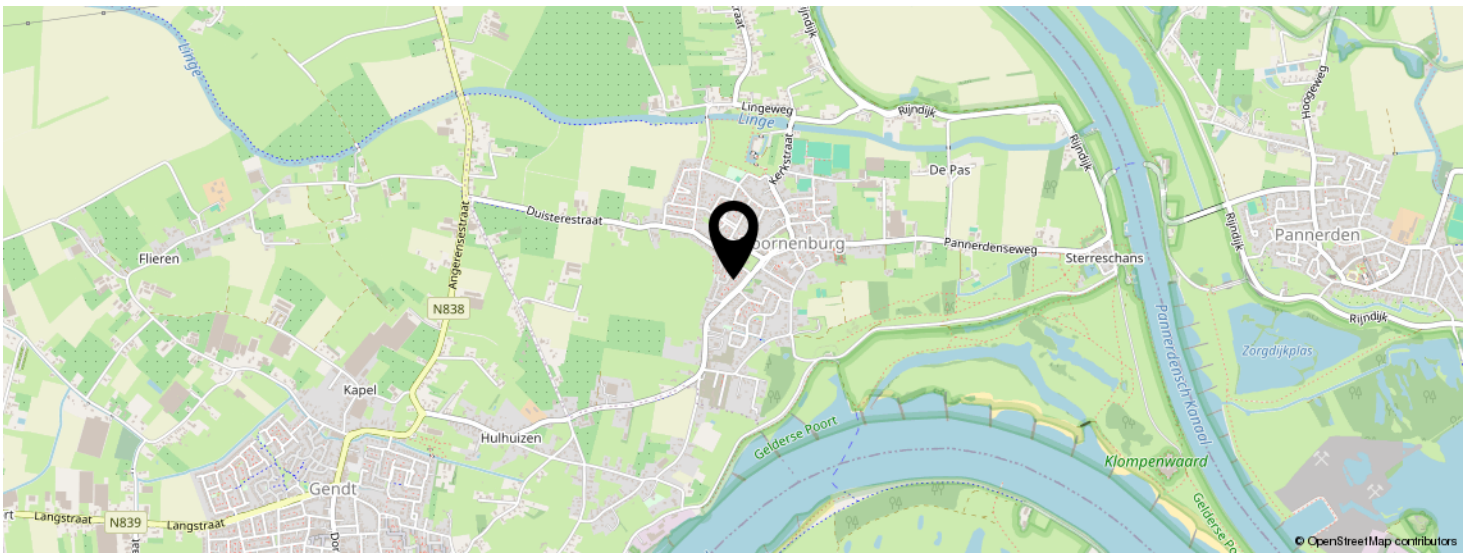 Linge
Rijndijk
Hoogeweg
Lingeweg
Linge
Rijndijk
Kerkstraat
Rijndijk
De Pas
Duisterestraat
Angerensestraat
oornenburg
Pannerdenseweg
Rijndijk
Pannerden
Flieren
Sterreschans
N838
Pannerdensch Kanaal
Rijndijk
Zorgdijkplas
Kapel
Hulhuizen
Gelderse Poort
Klompenwaard
Gendt
Gelderse Poort
Langstraat
N839
Langstraat
© OpenStreetMap contributors